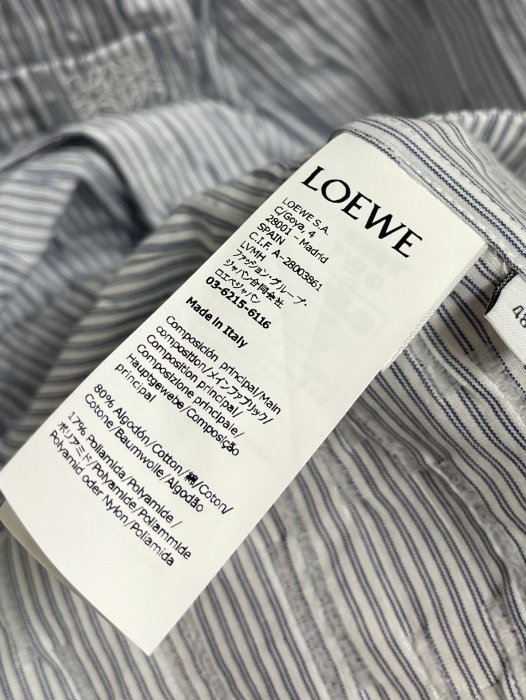 LOEWE
LOEWE S.A.
C/Goya, 4
28001 - Madrid
SPAIN
C.I.F. A-28003861
LVMH
ファッション・グループ・
ジャパン合同会社
ロエベジャパン
03-6215-6116
Made in Italy
Composición principal/Main
composition/メインファブリック/
Composition principal/
Composizione principale/
Hauptgewebe/Composição
principal
80% Algodón/Cotton/綿/Coton/
Cotone/Baumwolle/Algodão
17% Poliamida/Polyamide/
ポリアミド/Polyamide/Poliammide
Polyamid oder Nylon/Poliamida